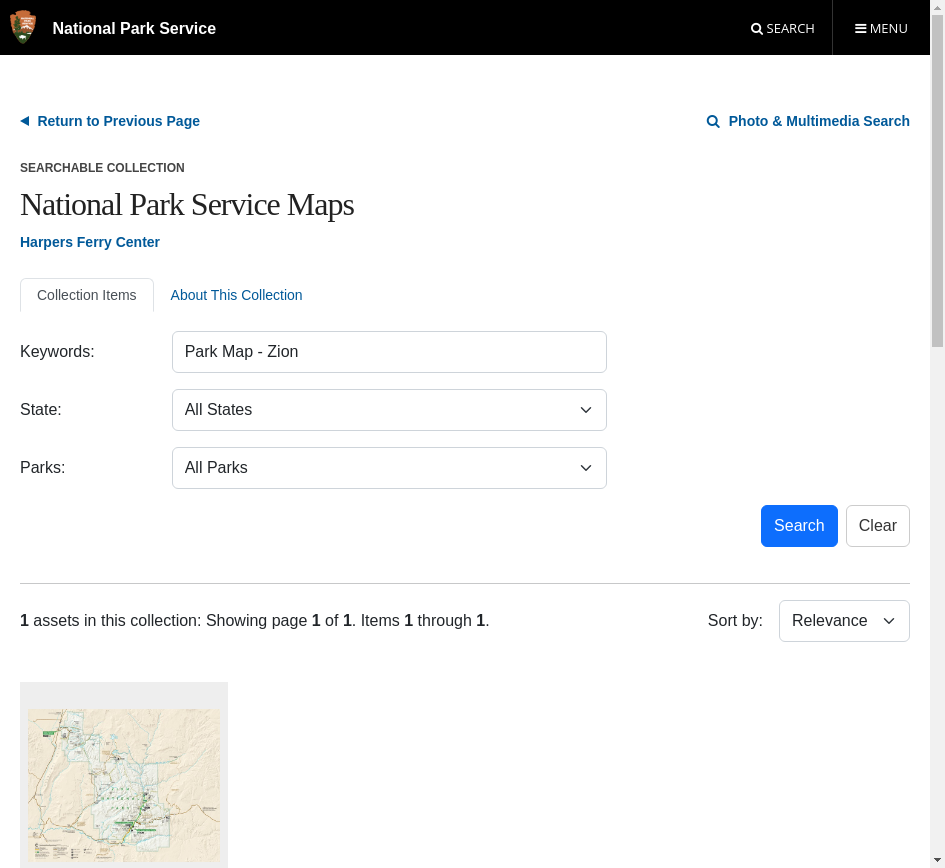 National Park Service
SEARCH
MENU
Return to Previous Page
Photo & Multimedia Search
SEARCHABLE COLLECTION
National Park Service Maps
Harpers Ferry Center
Collection Items
About This Collection
Keywords:
Park Map - Zion
State:
All States
Parks:
All Parks
Search
Clear
1 assets in this collection: Showing page 1 of 1. Items 1 through 1.
Sort by:
Relevance